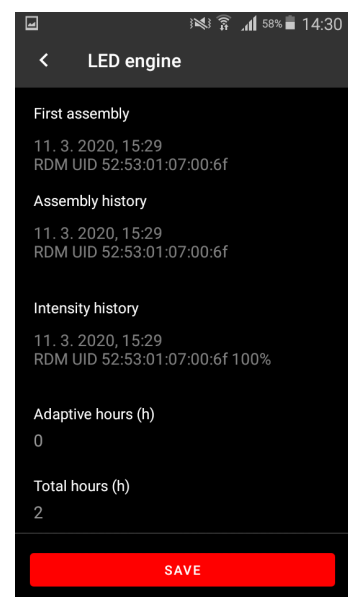 58% 14:30
LED engine
First assembly
11. 3. 2020, 15:29
RDM UID 52:53:01:07:00:6f
Assembly history
11. 3. 2020, 15:29
RDM UID 52:53:01:07:00:6f
Intensity history
11. 3. 2020, 15:29
RDM UID 52:53:01:07:00:6f 100%
Adaptive hours (h)
0
Total hours (h)
2
SAVE